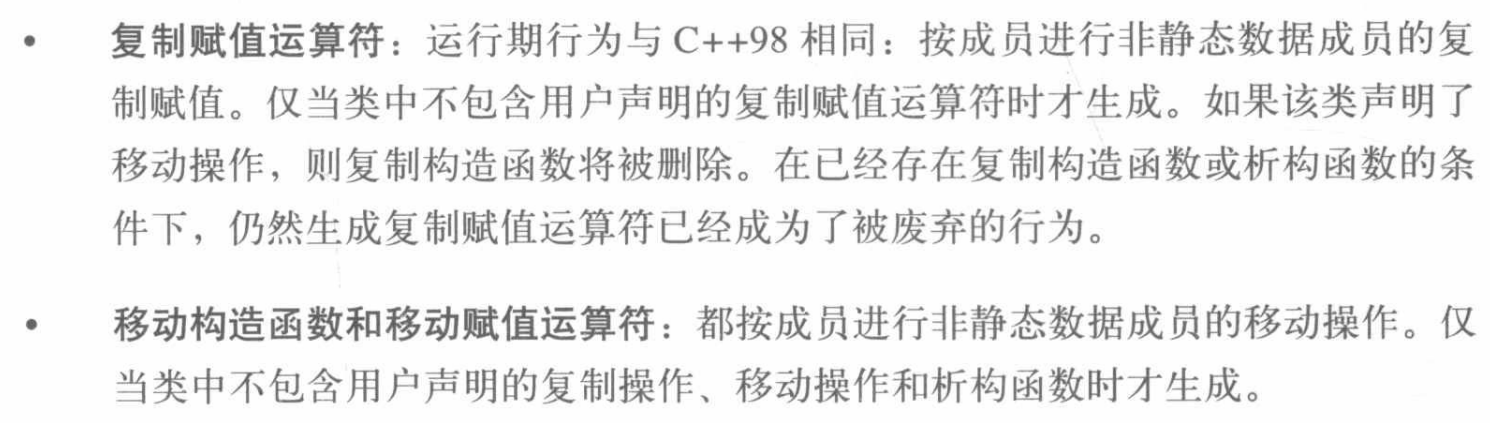 • 复制赋值运算符：运行期行为与 C++98 相同：按成员进行非静态数据成员的复
制赋值。仅当类中不包含用户声明的复制赋值运算符时才生成。如果该类声明了
移动操作，则复制构造函数将被删除。在已经存在复制构造函数或析构函数的条
件下，仍然生成复制赋值运算符已经成为了被废弃的行为。
• 移动构造函数和移动赋值运算符：都按成员进行非静态数据成员的移动操作。仅
当类中不包含用户声明的复制操作、移动操作和析构函数时才生成。